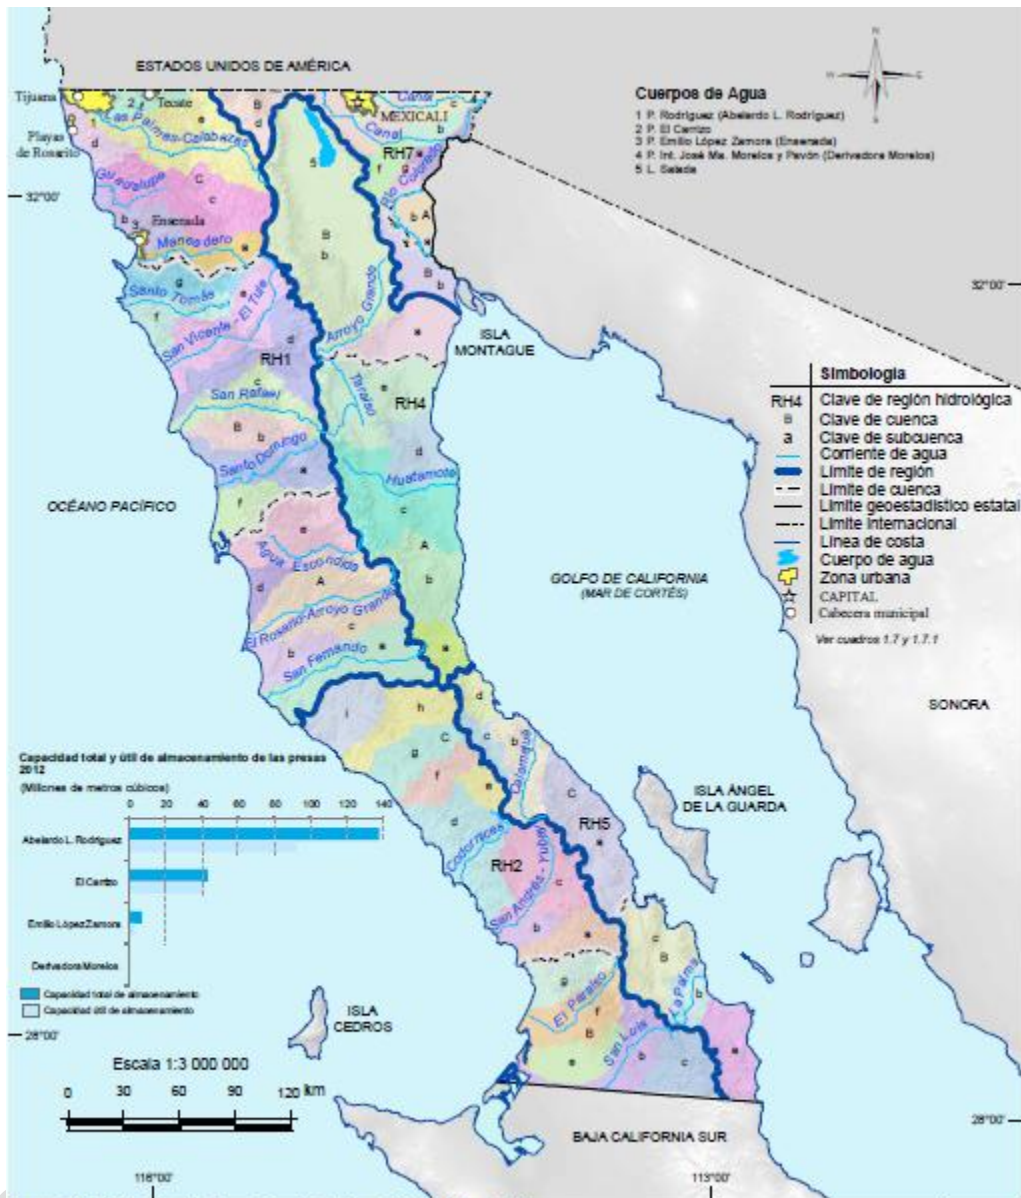 ESTADOS UNIDOS DE AMÉRICA
N
W
E
S
Cuerpos de Agua
1 P. Rodríguez (Abelardo L. Rodríguez)
2 P. El Carrizo
3 P. Emilio López Zamora (Ensenada)
4 P. Int. José Ma. Morelos y Pavón (Derivadora Morelos)
5 L. Salada
Tijuana
Tecate
MEXICALI
Playas
de Rosarito
Las Palmas-Calabazas
Canal
Canal
RH7
Río Colorado
Guadalupe
Ensenada
Maneadero
32°00'
32°00'
Santo Tomás
San Vicente - El Tule
Arroyo Grande
ISLA
MONTAGUE
RH1
San Rafael
Taraiso
RH4
Santo Domingo
Huatamote
OCÉANO PACÍFICO
Agua Escondida
El Rosario-Arroyo Grande
San Fernando
GOLFO DE CALIFORNIA
(MAR DE CORTÉS)
Simbología
RH4 Clave de región hidrológica
B Clave de cuenca
a Clave de subcuenca
Corriente de agua
Límite de región
Límite de cuenca
Límite geoestadístico estatal
Límite internacional
Línea de costa
Cuerpo de agua
Zona urbana
CAPITAL
Cabecera municipal
Ver cuadros 1.7 y 1.7.1
SONORA
Calamajué
ISLA ÁNGEL
DE LA GUARDA
RH5
Codornices
RH2
San Andrés - Yubay
El Paraíso
La Palma
San Luis
Capacidad total y útil de almacenamiento de las presas
2012
(Millones de metros cúbicos)
0 20 40 60 80 100 120 140
Abelardo L. Rodríguez
El Carrizo
Emilio López Zamora
Derivadora Morelos
Capacidad total de almacenamiento
Capacidad útil de almacenamiento
ISLA
CEDROS
28°00'
28°00'
Escala 1:3 000 000
0 30 60 90 120 km
BAJA CALIFORNIA SUR
116°00'
113°00'